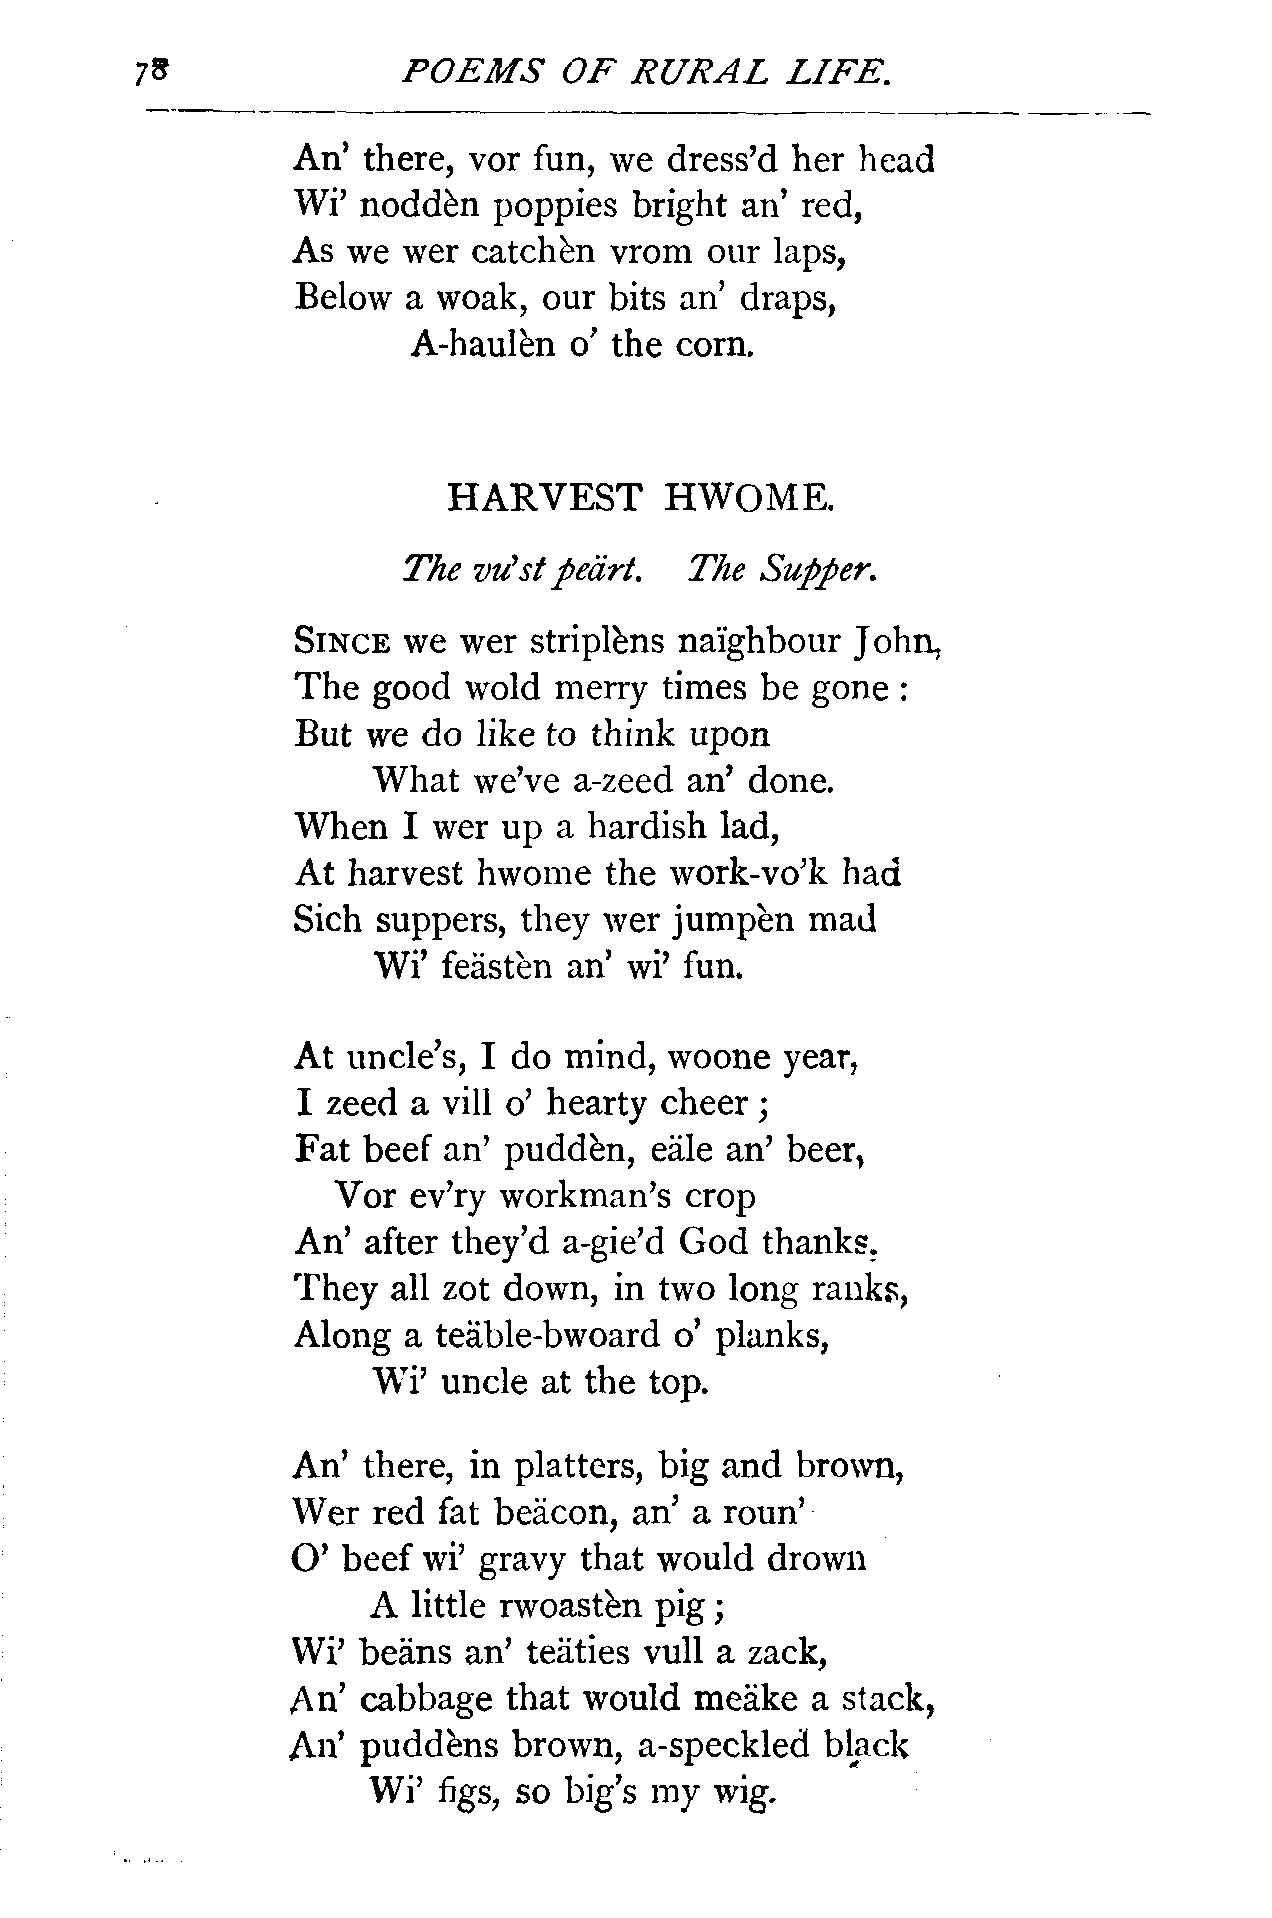 78 POEMS OF RURAL LIFE.
An' there, vor fun, we dress'd her head
Wi' noddèn poppies bright an' red,
As we wer catchèn vrom our laps,
Below a woak, our bits an' draps,
A-haulèn o' the corn.
HARVEST HWOME.
The vu'st peärt. The Supper.
SINCE we wer striplèns naïghbour John,
The good wold merry times be gone :
But we do like to think upon
What we've a-zeed an' done.
When I wer up a hardish lad,
At harvest hwome the work-vo'k had
Sich suppers, they wer jumpèn mad
Wi' feästèn an' wi' fun.
At uncle's, I do mind, woone year,
I zeed a vill o' hearty cheer ;
Fat beef an' puddèn, eäle an' beer,
Vor ev'ry workman's crop
An' after they'd a-gie'd God thanks,
They all zot down, in two long ranks,
Along a teäble-bwoard o' planks,
Wi' uncle at the top.
An' there, in platters, big and brown,
Wer red fat beäcon, an' a roun'
O' beef wi' gravy that would drown
A little rwoastèn pig ;
Wi' beäns an' teäties vull a zack,
An' cabbage that would meäke a stack,
An' puddèns brown, a-speckled black
Wi' figs, so big's my wig.